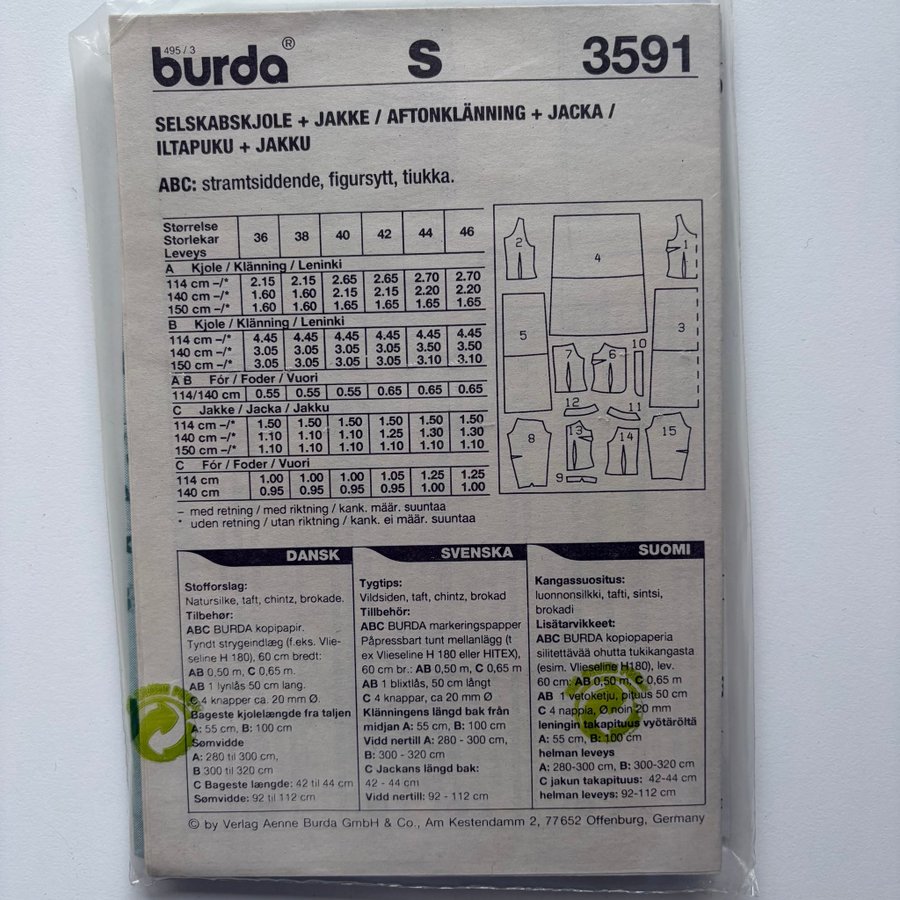 495 / 3
burda® S 3591
SELSKABSKJOLE + JAKKE / AFTONKLÄNNING + JACKA /
ILTAPUKU + JAKKU
ABC: stramtsiddende, figursytt, tiukka.
Størrelse
Storlekar 36 38 40 42 44 46
Leveys
A Kjole / Klänning / Leninki
114 cm –/* 2.15 2.15 2.65 2.65 2.70 2.70
140 cm –/* 1.60 1.60 2.15 2.15 2.20 2.20
150 cm –/* 1.60 1.60 1.65 1.65 1.65 1.65
B Kjole / Klänning / Leninki
114 cm –/* 4.45 4.45 4.45 4.45 4.45 4.45
140 cm –/* 3.05 3.05 3.05 3.05 3.50 3.50
150 cm –/* 3.05 3.05 3.05 3.05 3.10 3.10
A B Fór / Foder / Vuori
114/140 cm 0.55 0.55 0.55 0.65 0.65 0.65
C Jakke / Jacka / Jakku
114 cm –/* 1.50 1.50 1.50 1.50 1.50 1.50
140 cm –/* 1.10 1.10 1.10 1.25 1.30 1.30
150 cm –/* 1.10 1.10 1.10 1.10 1.10 1.10
C Fór / Foder / Vuori
114 cm 1.00 1.00 1.00 1.05 1.25 1.25
140 cm 0.95 0.95 0.95 0.95 1.00 1.00
– med retning / med riktning / kank. määr. suuntaa
* uden retning / utan riktning / kank. ei määr. suuntaa
2 4 1
5 3
7 6 10
12 11
8 13 14 15
9
DANSK
Stofforslag:
Natursilke, taft, chintz, brokade.
Tilbehør:
ABC BURDA kopipapir.
Tyndt strygeindlæg (f.eks. Vlie-
seline H 180), 60 cm bredt:
AB 0,50 m, C 0,65 m.
AB 1 lynlås 50 cm lang.
C 4 knapper ca. 20 mm Ø.
Bageste kjolelængde fra taljen
A: 55 cm, B: 100 cm
Sømvidde
A: 280 til 300 cm,
B 300 til 320 cm
C Bageste længde: 42 til 44 cm
Sømvidde: 92 til 112 cm
SVENSKA
Tygtips:
Vildsiden, taft, chintz, brokad
Tillbehör:
ABC BURDA markeringspapper
Påpressbart tunt mellanlägg (t
ex Vlieseline H 180 eller HITEX),
60 cm br.: AB 0,50 m, C 0,65 m
AB 1 blixtlås, 50 cm långt
C 4 knappar, ca 20 mm Ø
Klänningens längd bak från
midjan A: 55 cm, B: 100 cm
Vidd nertill A: 280 - 300 cm,
B: 300 - 320 cm
C Jackans längd bak:
42 - 44 cm
Vidd nertill: 92 - 112 cm
SUOMI
Kangassuositus:
luonnonsilkki, tafti, sintsi,
brokadi
Lisätarvikkeet:
ABC BURDA kopiopaperia
silitettävää ohutta tukikangasta
(esim. Vlieseline H180), lev.
60 cm: AB 0,50 m, C 0,65 m
AB 1 vetoketju, pituus 50 cm
C 4 nappia, Ø noin 20 mm
leningin takapituus vyötäröltä
A: 55 cm, B: 100 cm
helman leveys
A: 280-300 cm, B: 300-320 cm
C jakun takapituus: 42-44 cm
helman leveys: 92-112 cm
© by Verlag Aenne Burda GmbH & Co., Am Kestendamm 2, 77652 Offenburg, Germany